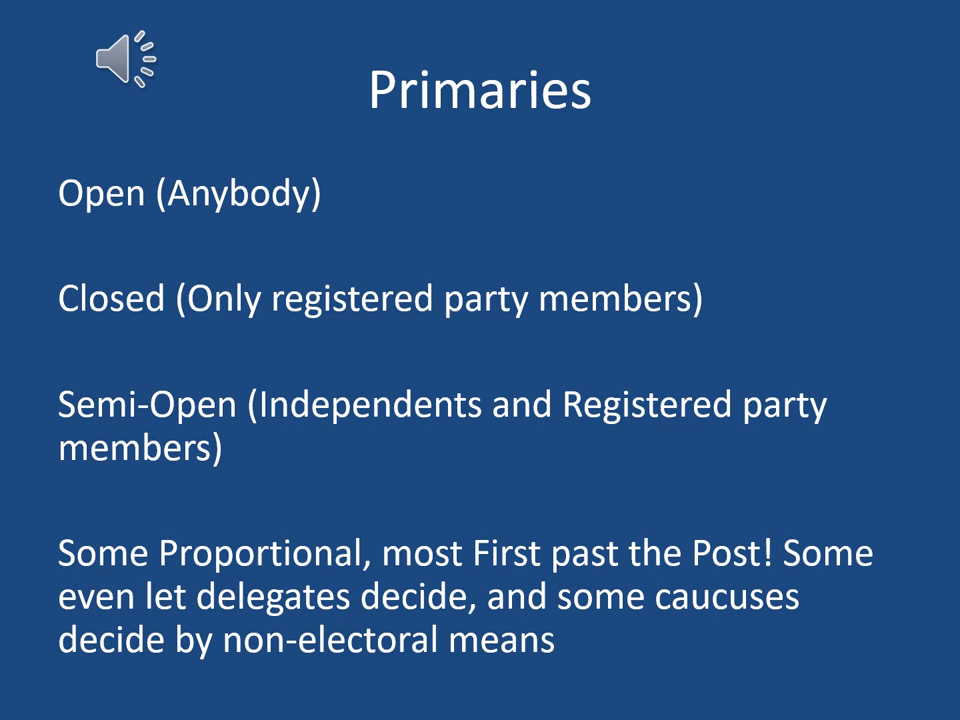 Primaries
Open (Anybody)
Closed (Only registered party members)
Semi-Open (Independents and Registered party
members)
Some Proportional, most First past the Post! Some
even let delegates decide, and some caucuses
decide by non-electoral means